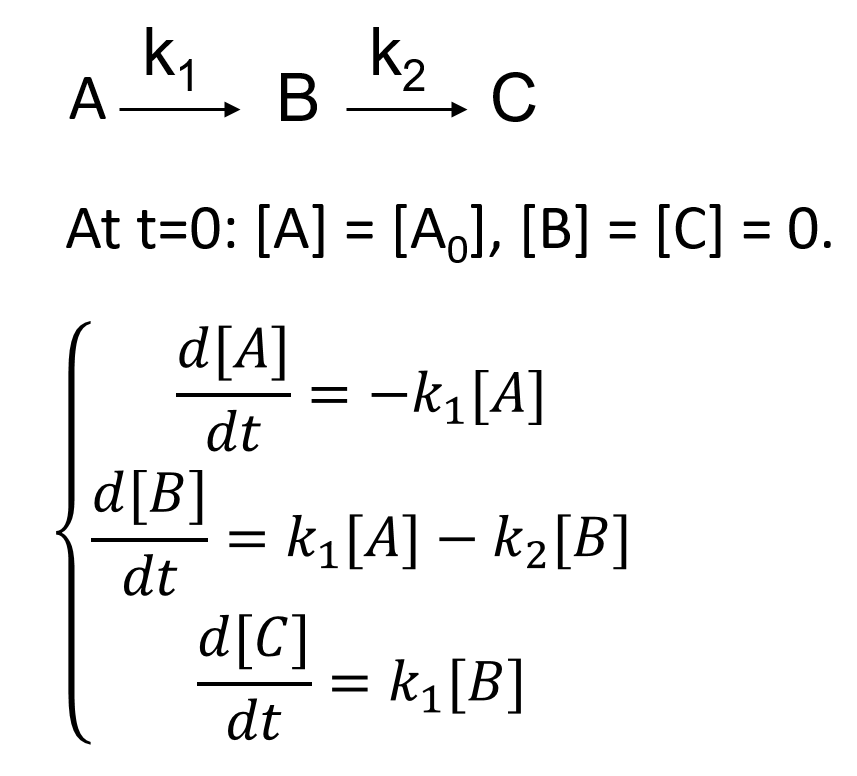 A k₁→ B k₂→ C
At t=0: [A] = [A₀], [B] = [C] = 0.
d[A]/dt = −k₁[A]
d[B]/dt = k₁[A] − k₂[B]
d[C]/dt = k₁[B]